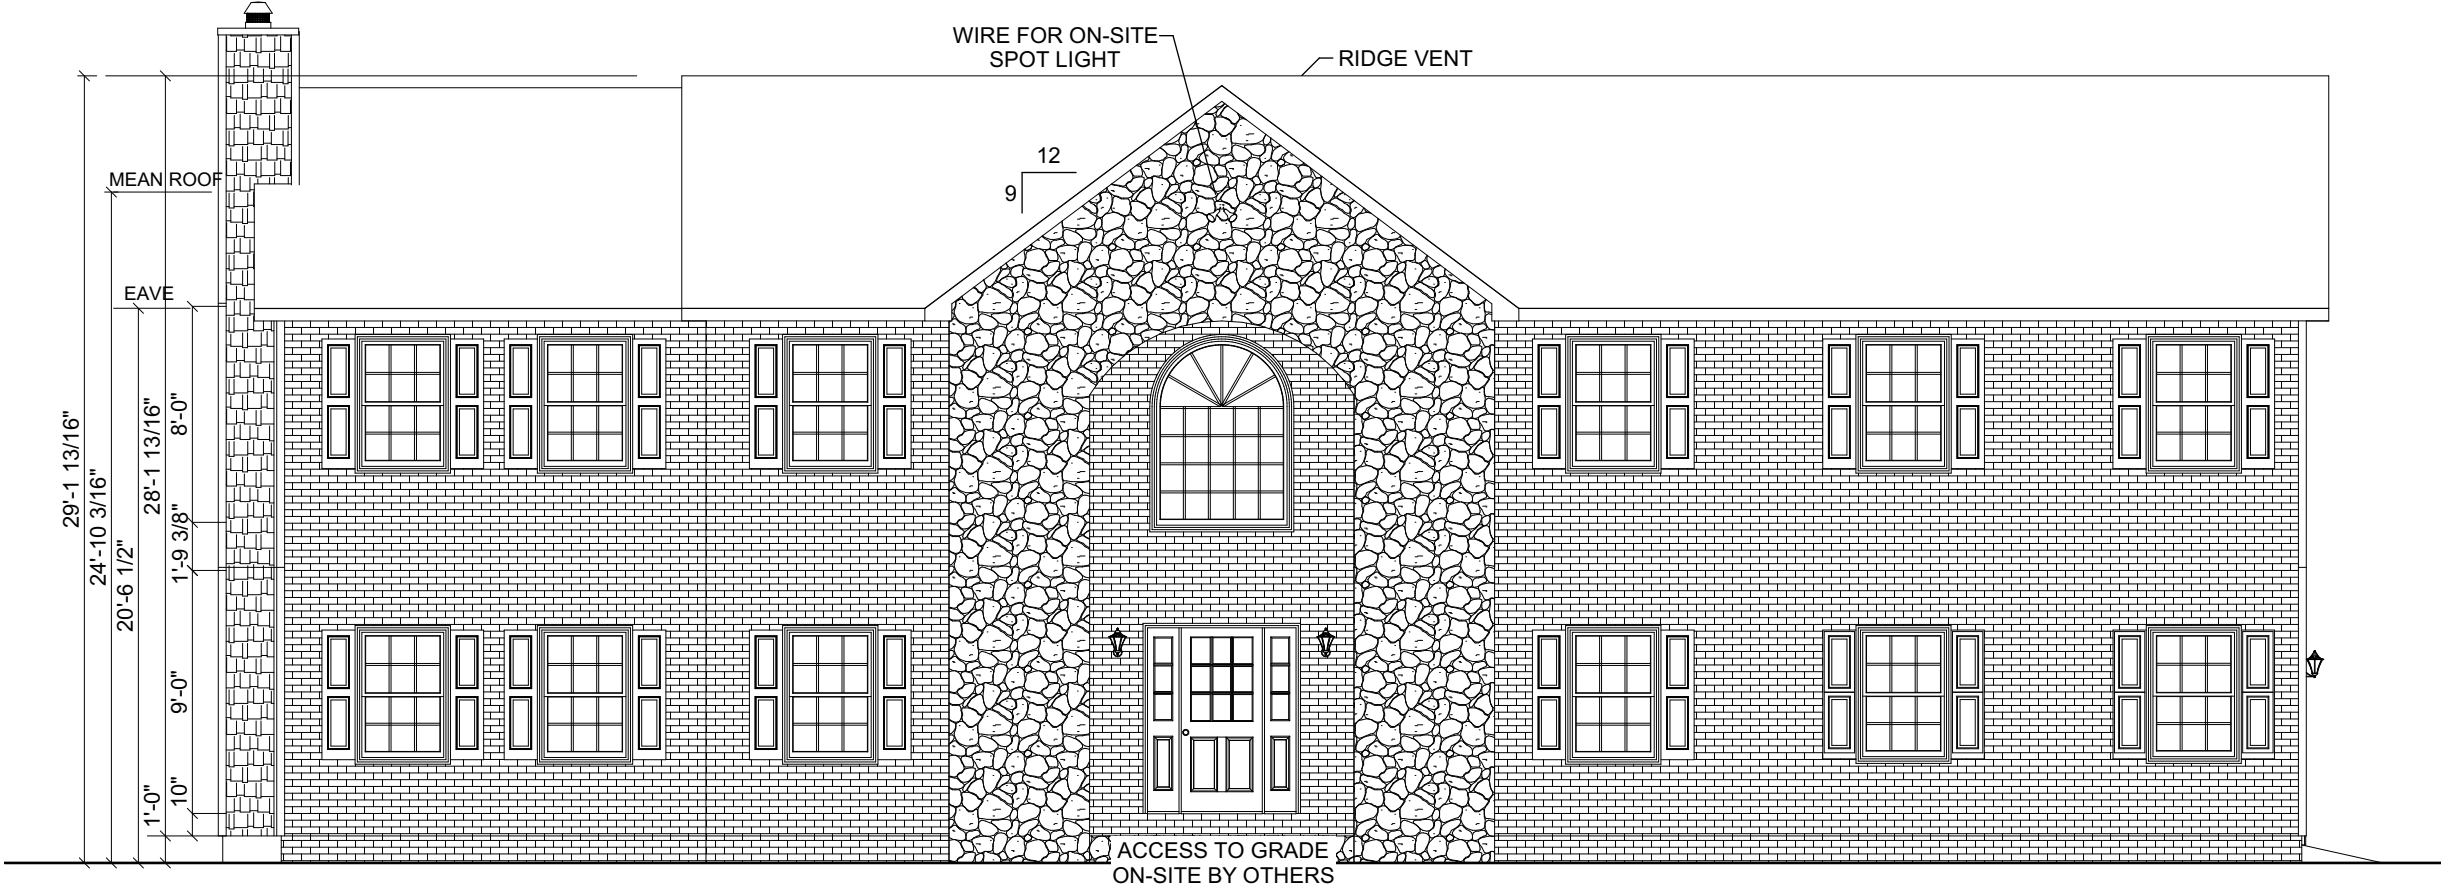 WIRE FOR ON-SITE
SPOT LIGHT
RIDGE VENT
12
9
MEAN ROOF
EAVE
29'-1 13/16"
24'-10 3/16"
20'-6 1/2"
28'-1 13/16"
1'-0"
8'-0"
1'-9 3/8"
9'-0"
10"
ACCESS TO GRADE
ON-SITE BY OTHERS